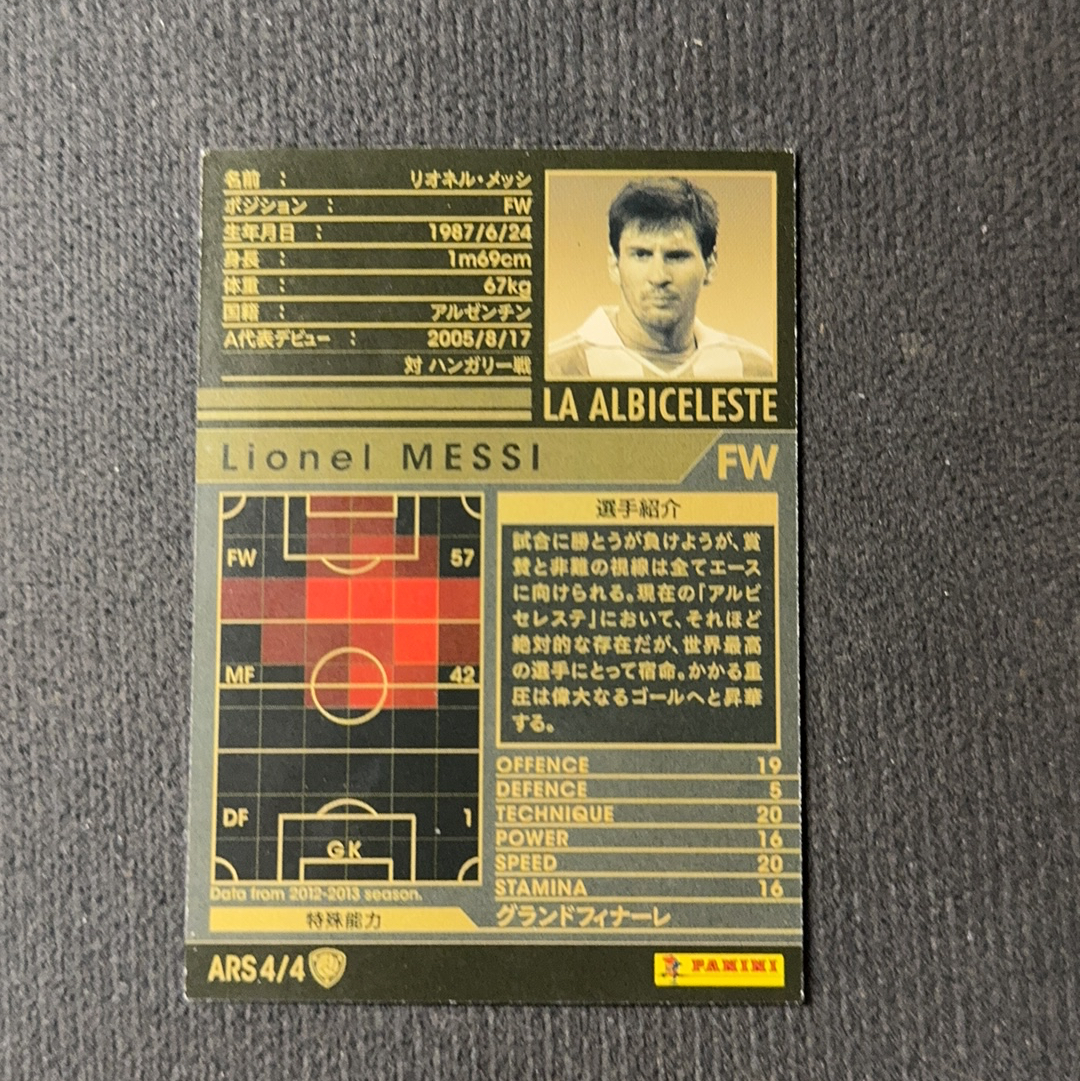 名前 : リオネル・メッシ
ポジション : FW
生年月日 : 1987/6/24
身長 : 1m69cm
体重 : 67kg
国籍 : アルゼンチン
A代表デビュー : 2005/8/17
対 ハンガリー戦
LA ALBICELESTE
Lionel MESSI FW
FW 57
MF 42
DF 1
GK
Data from 2012-2013 season.
特殊能力
選手紹介
試合に勝とうが負けようが、賞
賛と非難の視線は全てエース
に向けられる。現在の「アルビ
セレステ」において、それほど
絶対的な存在だが、世界最高
の選手にとって宿命。かかる重
圧は偉大なるゴールへと昇華
する。
OFFENCE 19
DEFENCE 5
TECHNIQUE 20
POWER 16
SPEED 20
STAMINA 16
グランドフィナーレ
ARS4/4
PANINI